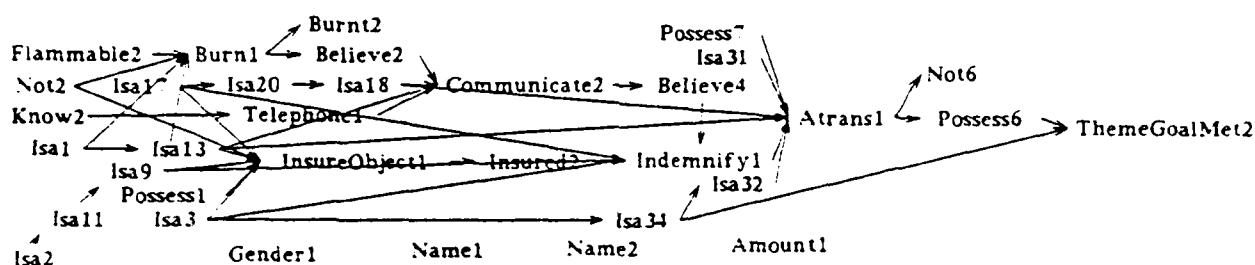 Burnt2
Possess7
Flammable2 Burn1 Believe2 Isa31
Not2 Isa20 Isa18 Communicate2 Believe4 Not6
Know2 Telephone1 Atrans1 Possess6 ThemeGoalMet2
Isa1 Isa13 InsureObject1 Insured2 Indemnify1
Isa9 Isa32
Possess1
Isa11 Isa3 Isa34
Isa2 Gender1 Name1 Name2 Amount1